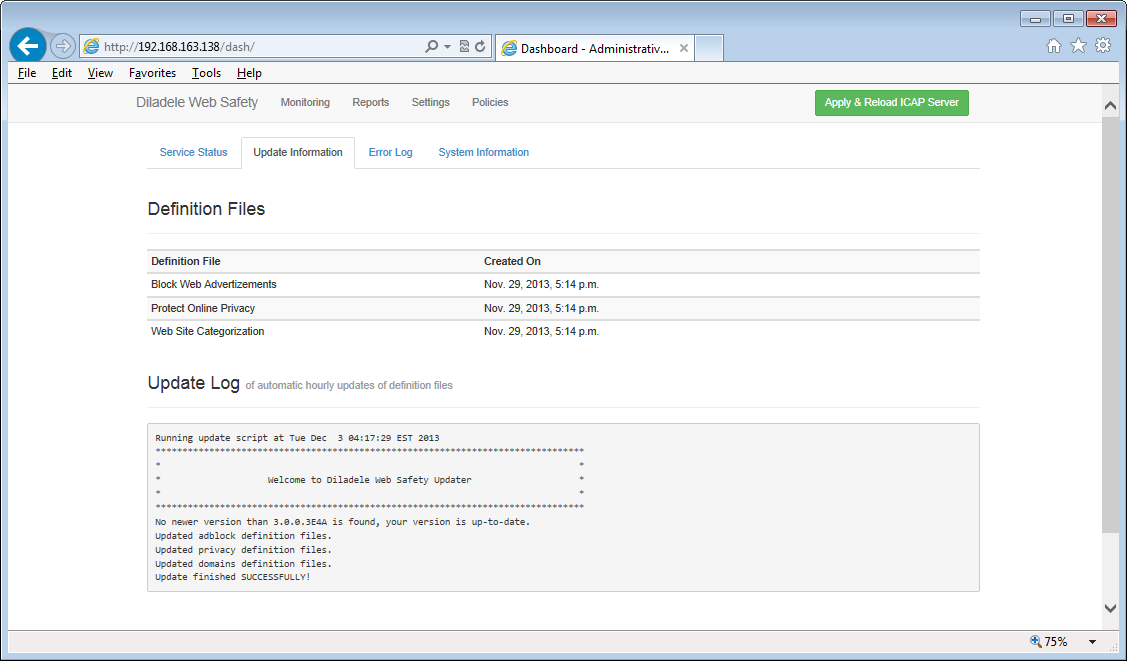 http://192.168.163.138/dash/
Dashboard - Administrativ...
File Edit View Favorites Tools Help
Diladele Web Safety Monitoring Reports Settings Policies Apply & Reload ICAP Server
Service Status Update Information Error Log System Information
Definition Files
Definition File Created On
Block Web Advertizements Nov. 29, 2013, 5:14 p.m.
Protect Online Privacy Nov. 29, 2013, 5:14 p.m.
Web Site Categorization Nov. 29, 2013, 5:14 p.m.
Update Log of automatic hourly updates of definition files
Running update script at Tue Dec  3 04:17:29 EST 2013
********************************************************************************
*                                                                              *
*                    Welcome to Diladele Web Safety Updater                    *
*                                                                              *
********************************************************************************
No newer version than 3.0.0.3E4A is found, your version is up-to-date.
Updated adblock definition files.
Updated privacy definition files.
Updated domains definition files.
Update finished SUCCESSFULLY!
75%